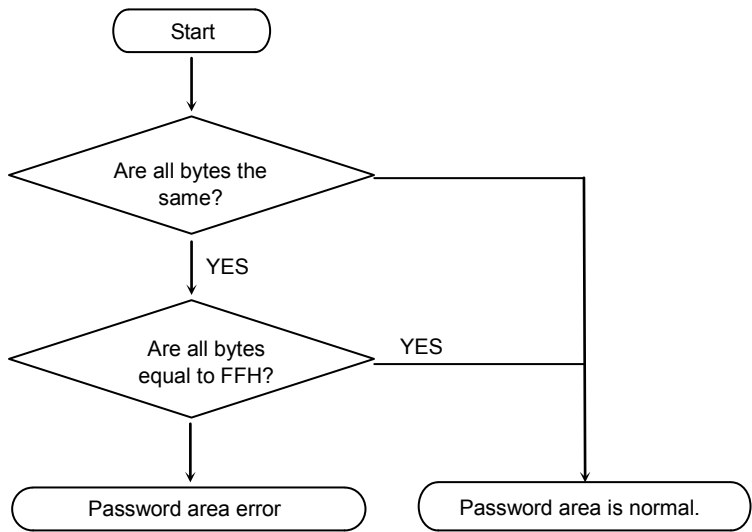 Start
Are all bytes the
same?
YES
Are all bytes
equal to FFH?
YES
Password area error
Password area is normal.